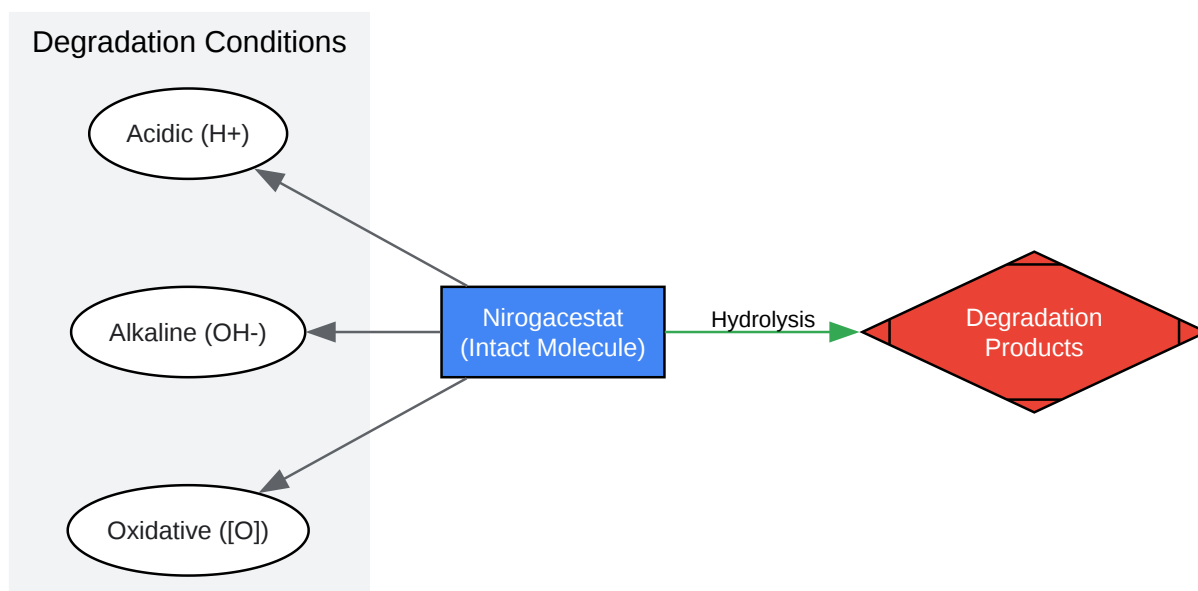 Degradation Conditions
Acidic (H+)
Alkaline (OH-)
Oxidative ([O])
Nirogacestat
(Intact Molecule)
Hydrolysis
Degradation
Products